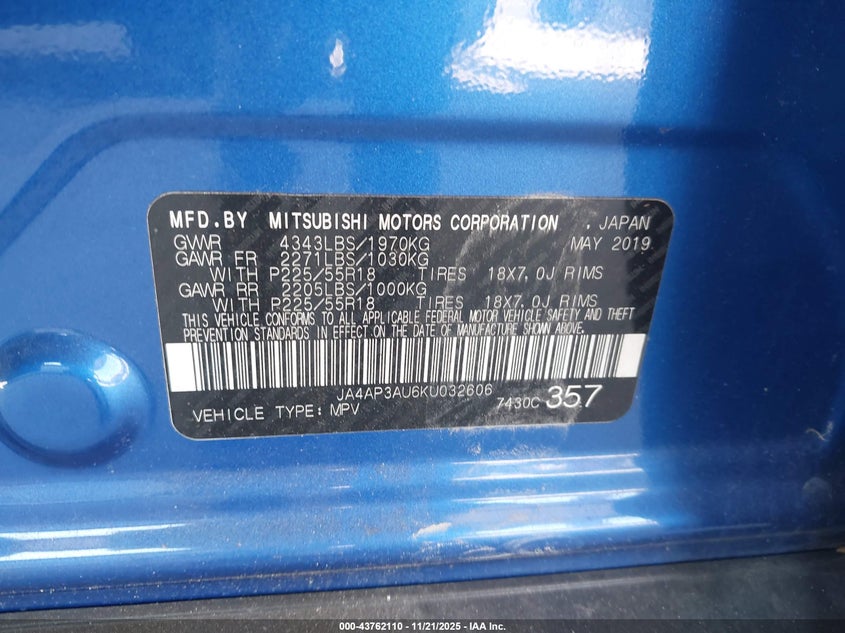 MFD.BY MITSUBISHI MOTORS CORPORATION . JAPAN
GVWR 4343LBS/1970KG MAY 2019
GAWR FR 2271LBS/1030KG
WITH P225/55R18 TIRES 18X7.0J RIMS
GAWR RR 2205LBS/1000KG
WITH P225/55R18 TIRES 18X7.0J RIMS
THIS VEHICLE CONFORMS TO ALL APPLICABLE FEDERAL MOTOR VEHICLE SAFETY AND THEFT
PREVENTION STANDARDS IN EFFECT ON THE DATE OF MANUFACTURE SHOWN ABOVE.
JA4AP3AU6KU032606
VEHICLE TYPE: MPV 7430C 357
000-43762110 - 11/21/2025 - IAA Inc.